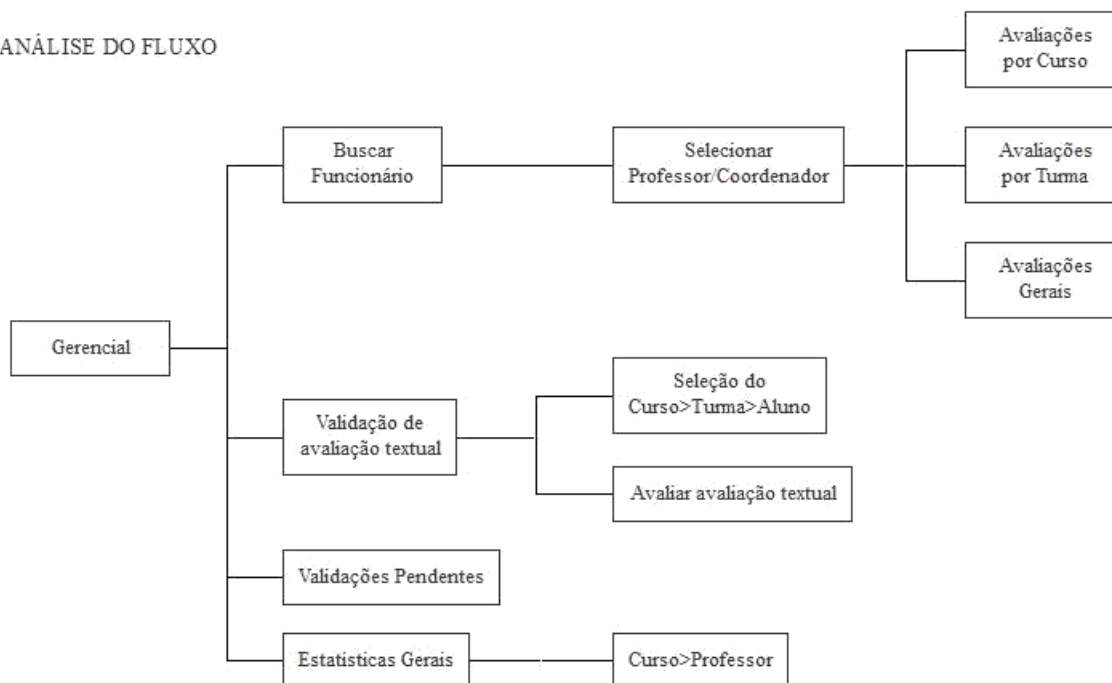 ANÁLISE DO FLUXO
Avaliações
por Curso
Buscar
Funcionário
Selecionar
Professor/Coordenador
Avaliações
por Turma
Avaliações
Gerais
Gerencial
Seleção do
Curso>Turma>Aluno
Validação de
avaliação textual
Avaliar avaliação textual
Validações Pendentes
Estatisticas Gerais
Curso>Professor